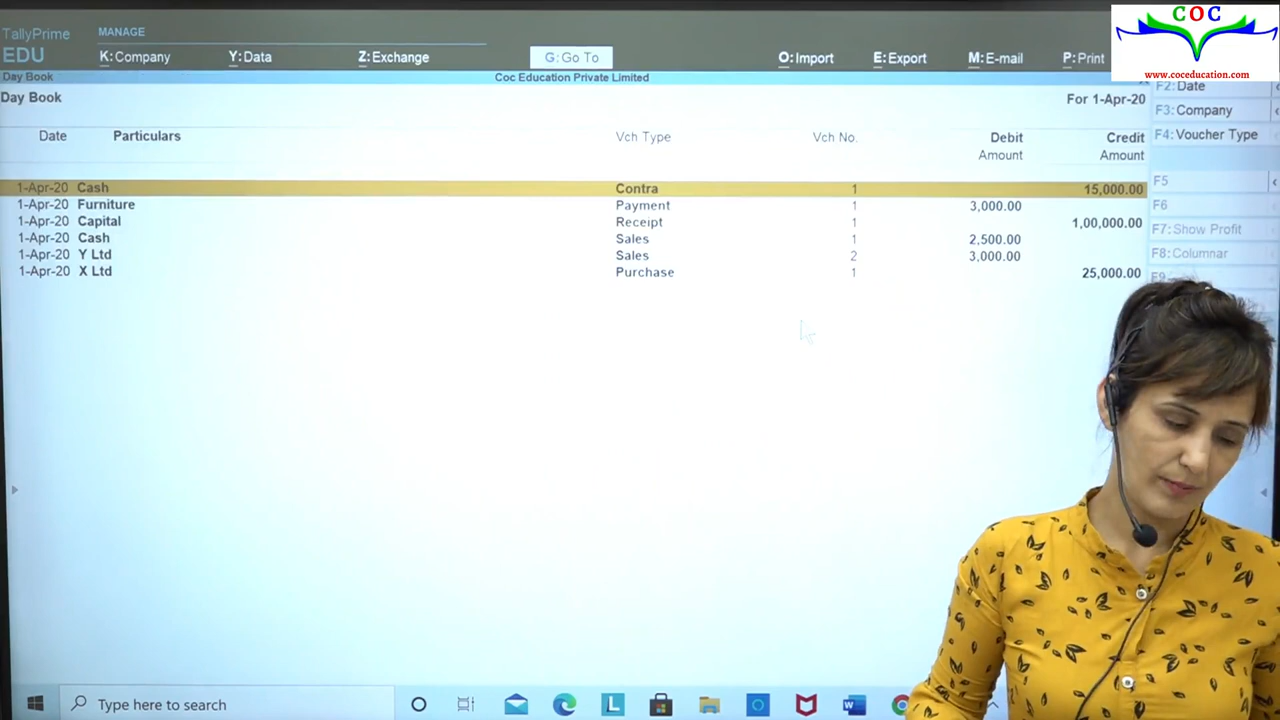 TallyPrime
EDU
MANAGE
K: Company
Y: Data
Z: Exchange
G: Go To
O: Import
E: Export
M: E-mail
P: Print
COC
www.coceducation.com
Day Book
Coc Education Private Limited
Day Book
For 1-Apr-20
Date Particulars Vch Type Vch No. Debit Credit
Amount Amount
1-Apr-20 Cash Contra 1 15,000.00
1-Apr-20 Furniture Payment 1 3,000.00
1-Apr-20 Capital Receipt 1 1,00,000.00
1-Apr-20 Cash Sales 1 2,500.00
1-Apr-20 Y Ltd Sales 2 3,000.00
1-Apr-20 X Ltd Purchase 1 25,000.00
F2: Date
F3: Company
F4: Voucher Type
F5
F6
F7: Show Profit
F8: Columnar
F9
Type here to search